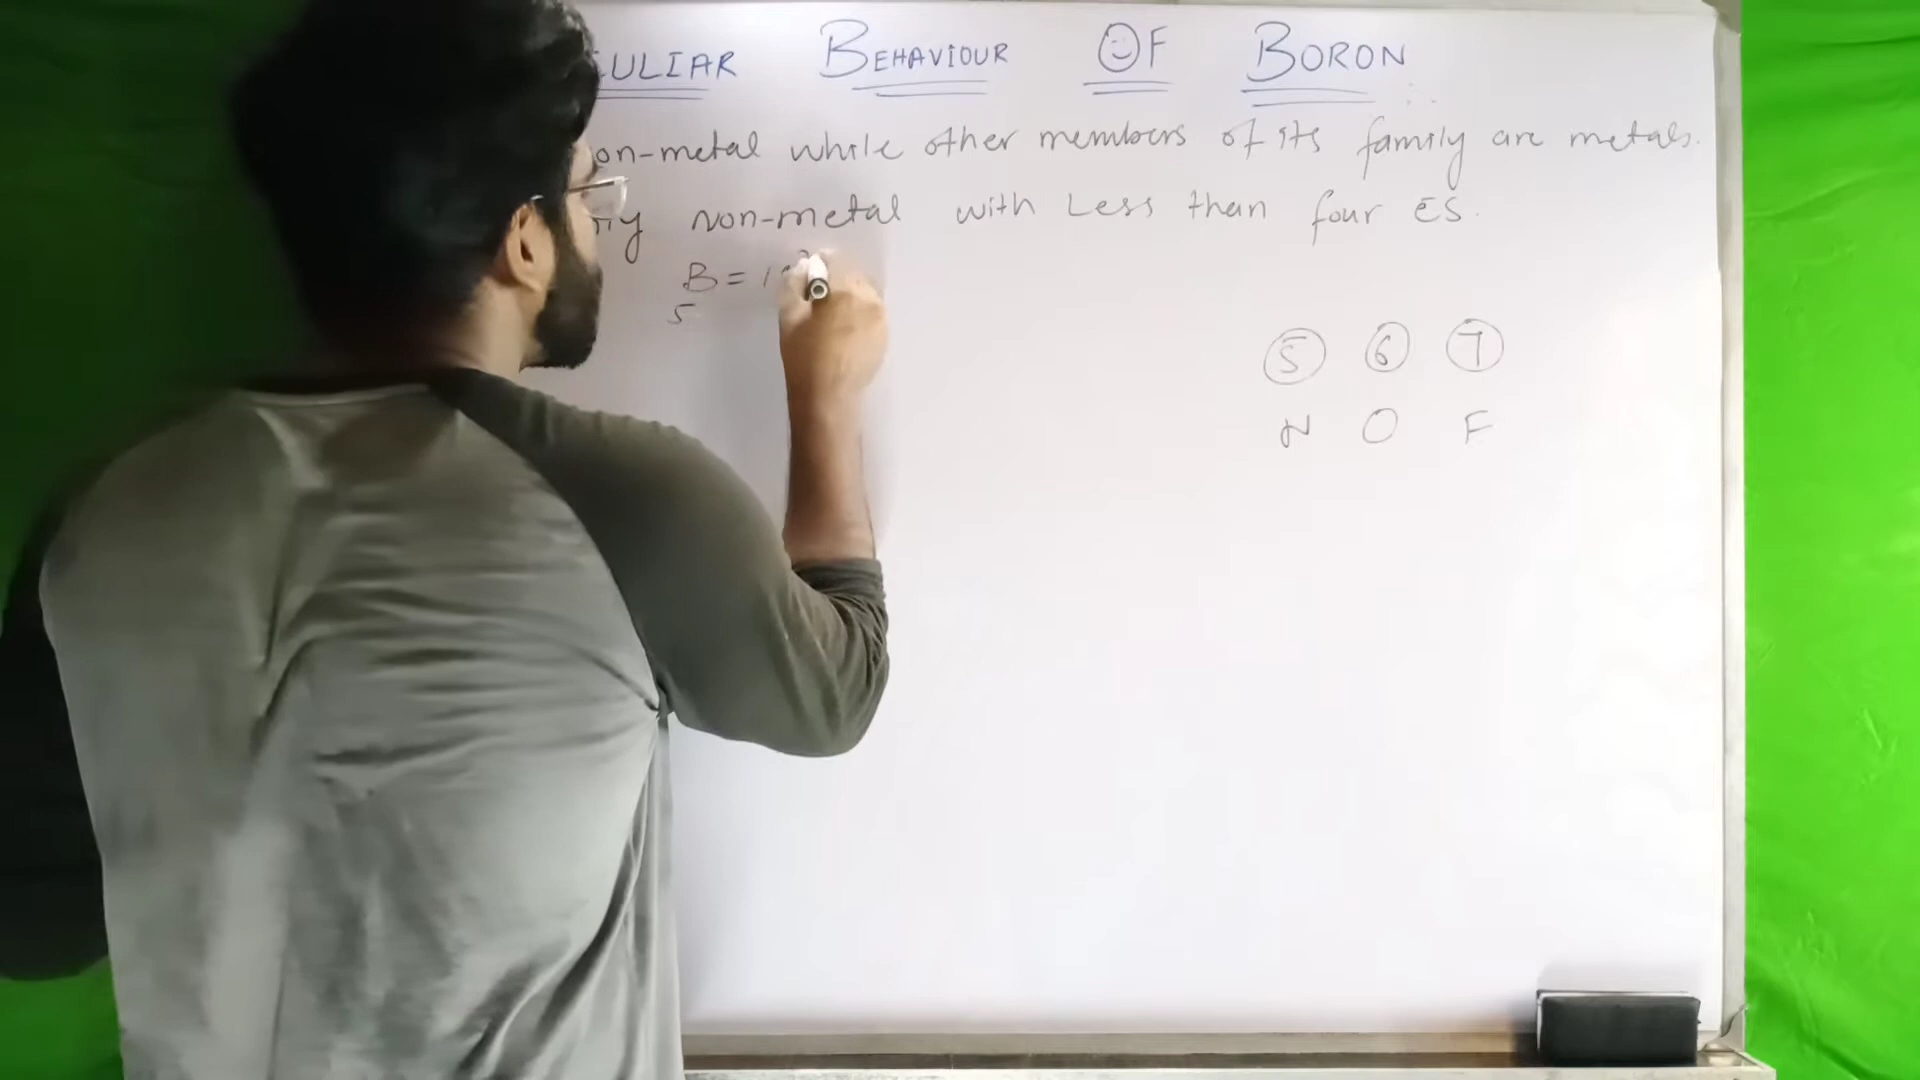 ULIAR BEHAVIOUR OF BORON
on-metal while other members of its family are metals.
non-metal with Less than four ES.
B = 1
5
5 6 7
N O F